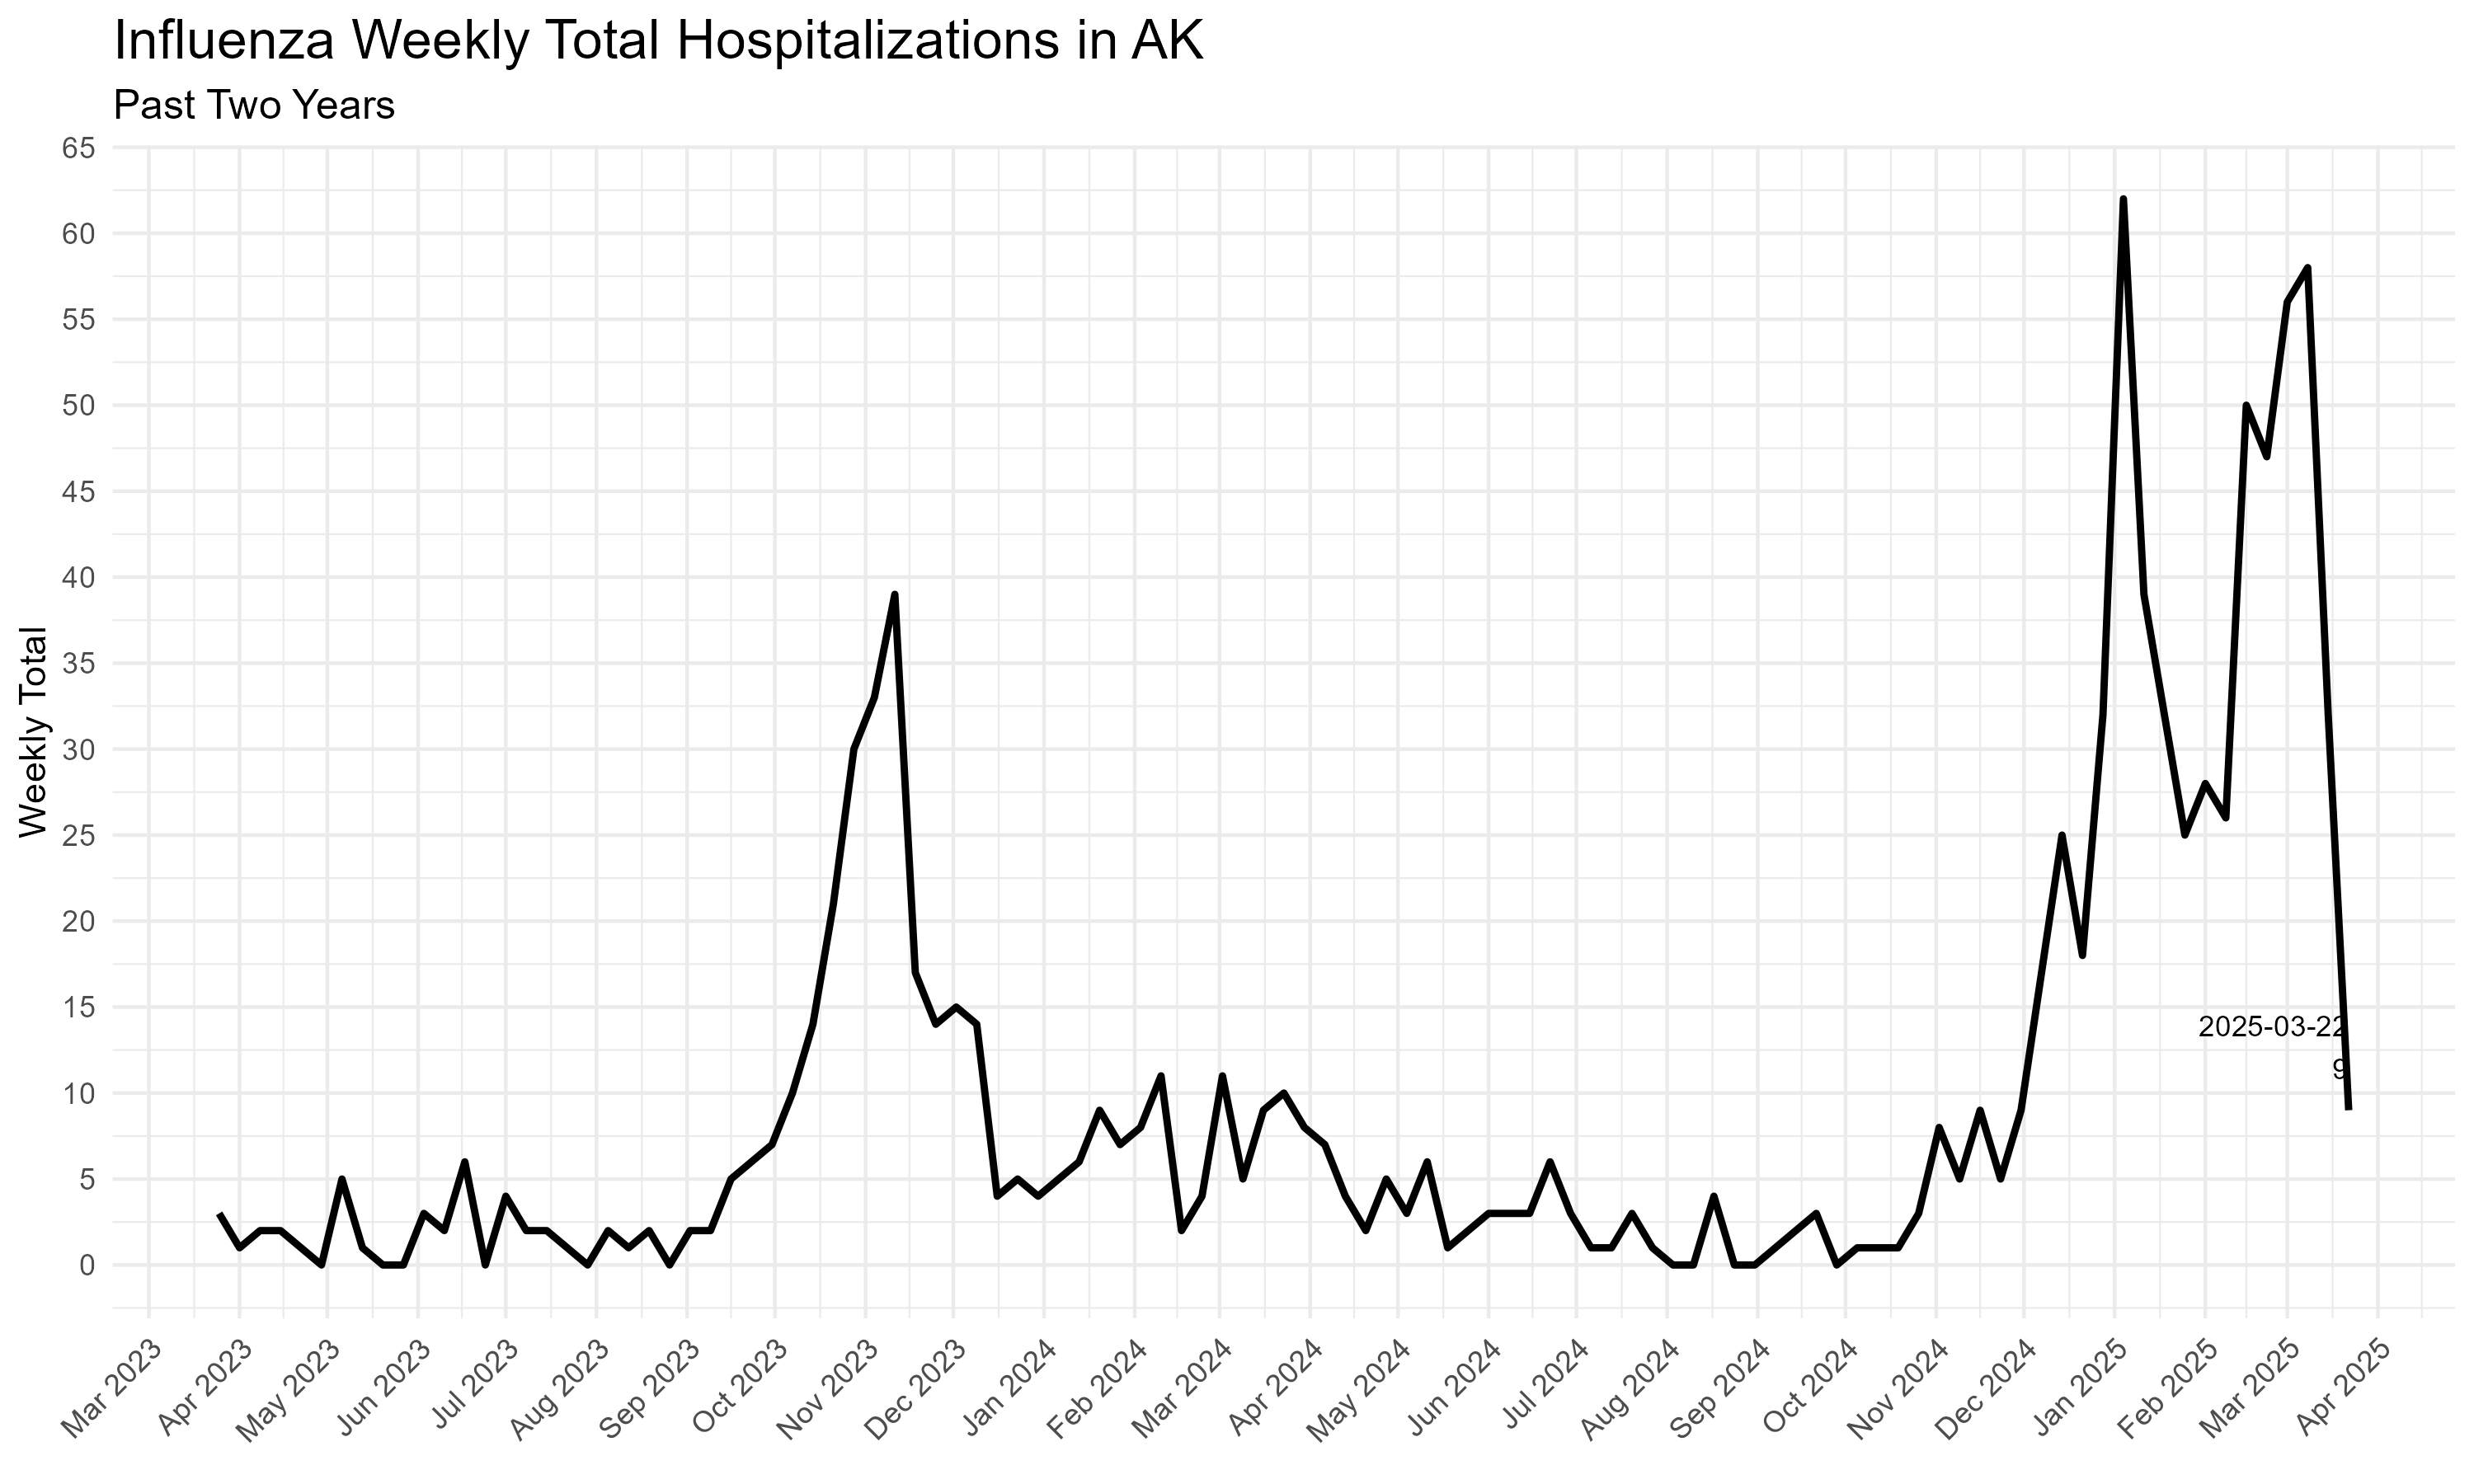 Influenza Weekly Total Hospitalizations in AK
Past Two Years
65
60
55
50
45
40
35
30
25
20
15
10
5
0
Weekly Total
2025-03-22
9
Mar 2023
Apr 2023
May 2023
Jun 2023
Jul 2023
Aug 2023
Sep 2023
Oct 2023
Nov 2023
Dec 2023
Jan 2024
Feb 2024
Mar 2024
Apr 2024
May 2024
Jun 2024
Jul 2024
Aug 2024
Sep 2024
Oct 2024
Nov 2024
Dec 2024
Jan 2025
Feb 2025
Mar 2025
Apr 2025